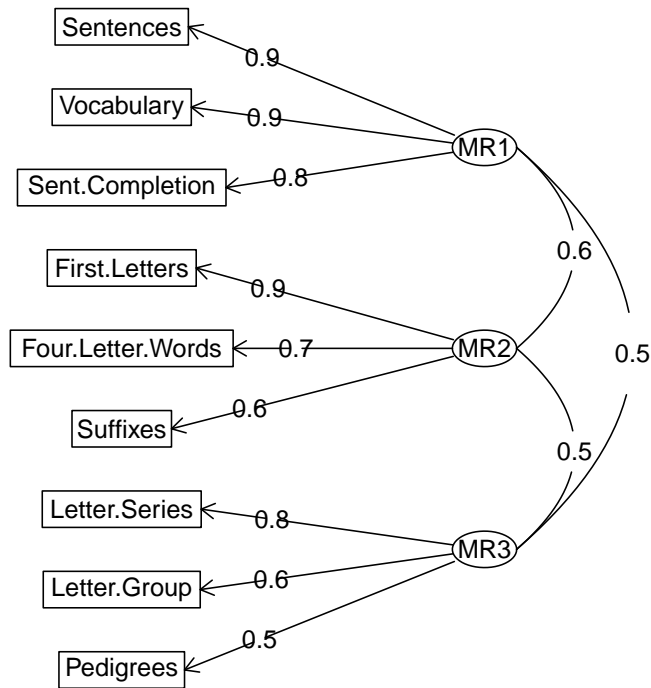 Sentences
0.9
Vocabulary
0.9
MR1
Sent.Completion
0.8
0.6
First.Letters
0.9
Four.Letter.Words
0.7
MR2
0.5
Suffixes
0.6
0.5
Letter.Series
0.8
MR3
Letter.Group
0.6
0.5
Pedigrees